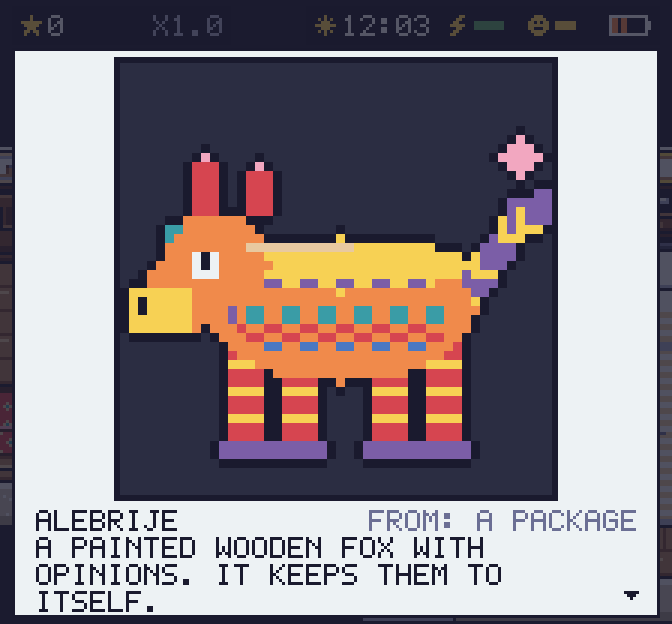 0 X1.0 12:03
ALEBRIJE FROM: A PACKAGE
A PAINTED WOODEN FOX WITH
OPINIONS. IT KEEPS THEM TO
ITSELF.